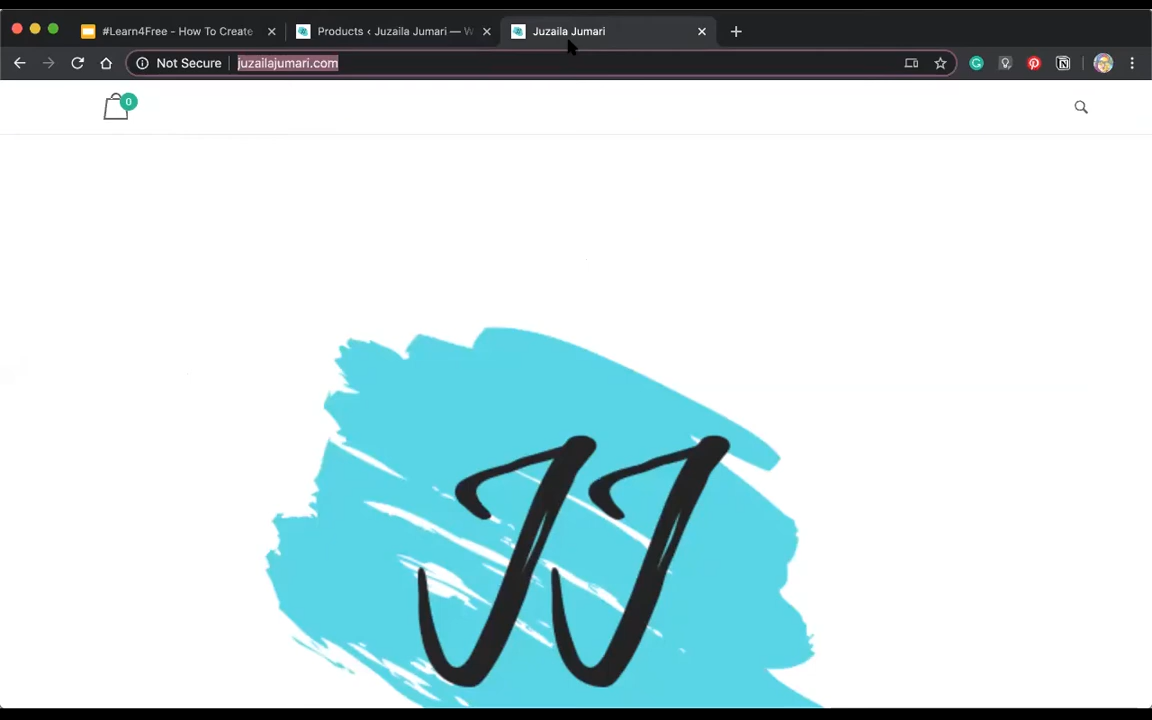 #Learn4Free - How To Create
Products ‹ Juzaila Jumari — W
Juzaila Jumari
Not Secure
juzailajumari.com
0
JJ